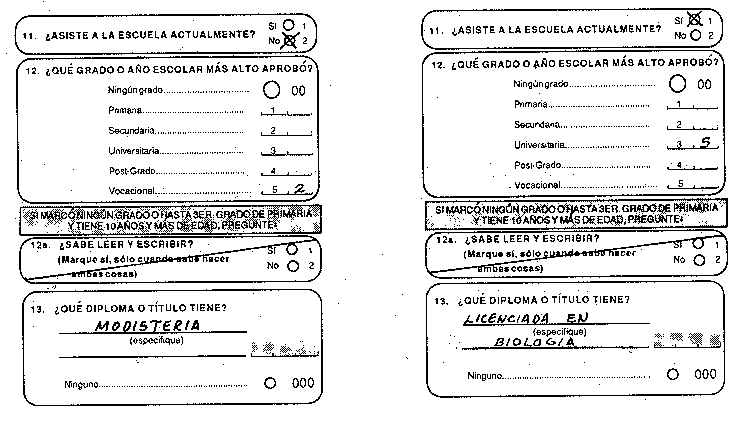 11. ¿ASISTE A LA ESCUELA ACTUALMENTE?
SI 1
No 2
12. ¿QUÉ GRADO O AÑO ESCOLAR MÁS ALTO APROBÓ?
Ningún grado 00
Primaria 1
Secundaria 2
Universitaria 3
Post-Grado 4
Vocacional 5 2
SI MARCÓ NINGÚN GRADO O HASTA 3ER. GRADO DE PRIMARIA
Y TIENE 10 AÑOS Y MÁS DE EDAD, PREGUNTE:
12a. ¿SABE LEER Y ESCRIBIR? SI 1
(Marque sí, sólo cuando sabe hacer No 2
ambas cosas)
13. ¿QUÉ DIPLOMA O TÍTULO TIENE?
MODISTERIA
(especifique)
Ninguno 000
11. ¿ASISTE A LA ESCUELA ACTUALMENTE?
SI 1
No 2
12. ¿QUÉ GRADO O AÑO ESCOLAR MÁS ALTO APROBÓ?
Ningún grado 00
Primaria 1
Secundaria 2
Universitaria 3 5
Post-Grado 4
Vocacional 5
SI MARCÓ NINGÚN GRADO O HASTA 3ER. GRADO DE PRIMARIA
Y TIENE 10 AÑOS Y MÁS DE EDAD, PREGUNTE:
12a. ¿SABE LEER Y ESCRIBIR? SI 1
(Marque sí, sólo cuando sabe hacer No 2
ambas cosas)
13. ¿QUÉ DIPLOMA O TÍTULO TIENE?
LICENCIADA EN
(especifique)
BIOLOGIA
Ninguno 000